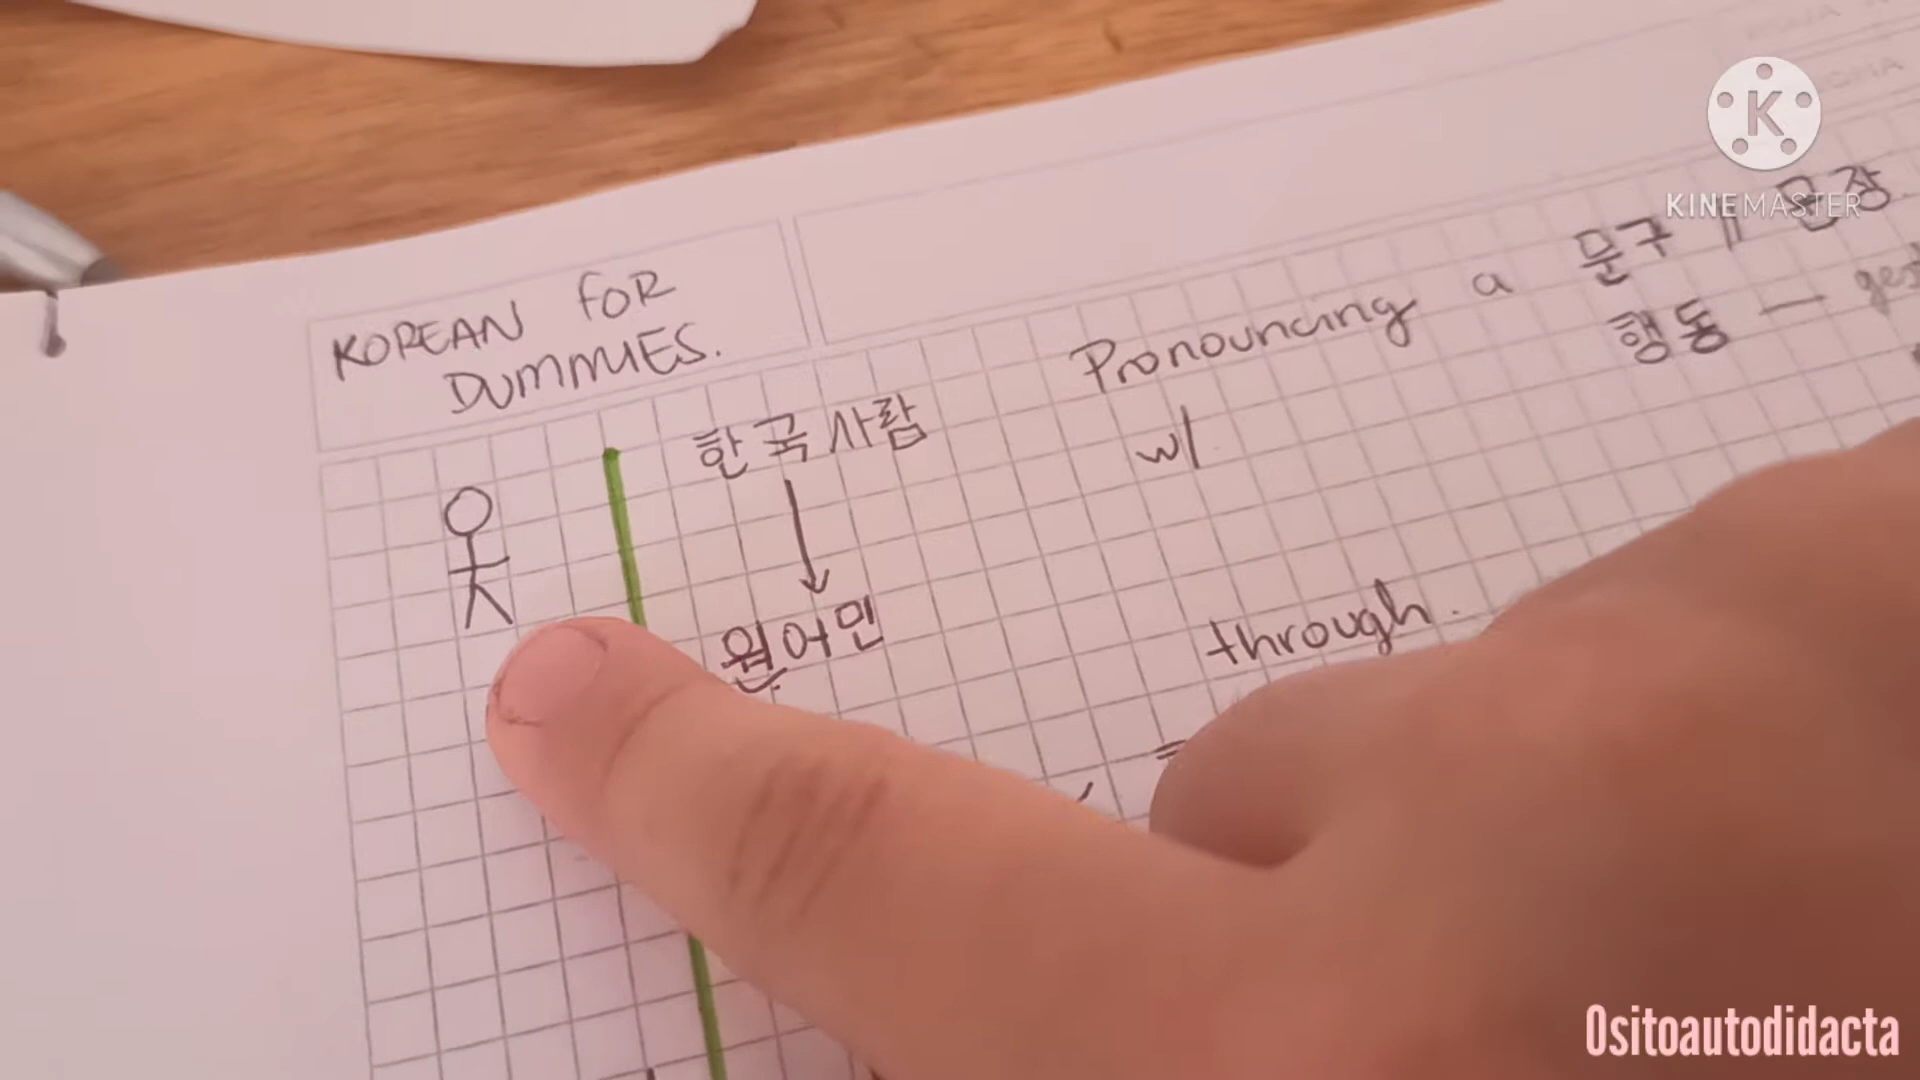 KOREAN FOR
DUMMIES.
한국사람
원어민
Pronouncing a 문구 // 문장
w/ 행동 —
through.
KINEMASTER
Ositoautodidacta